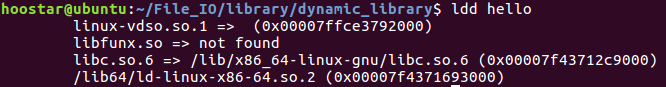 hoostar@ubuntu:~/File_IO/library/dynamic_library$ ldd hello
linux-vdso.so.1 =>  (0x00007ffce3792000)
libfunx.so => not found
libc.so.6 => /lib/x86_64-linux-gnu/libc.so.6 (0x00007f43712c9000)
/lib64/ld-linux-x86-64.so.2 (0x00007f4371693000)